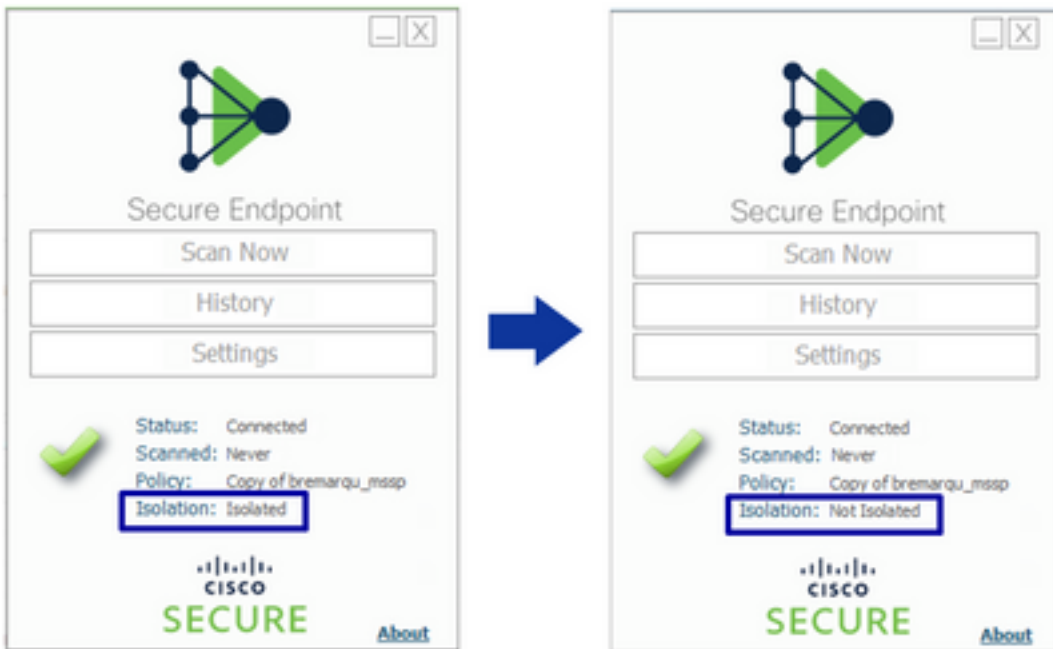 Secure Endpoint
Scan Now
History
Settings
Status: Connected
Scanned: Never
Policy: Copy of bremarqu_mssp
Isolation: Isolated
CISCO
SECURE
About
Secure Endpoint
Scan Now
History
Settings
Status: Connected
Scanned: Never
Policy: Copy of bremarqu_mssp
Isolation: Not Isolated
CISCO
SECURE
About